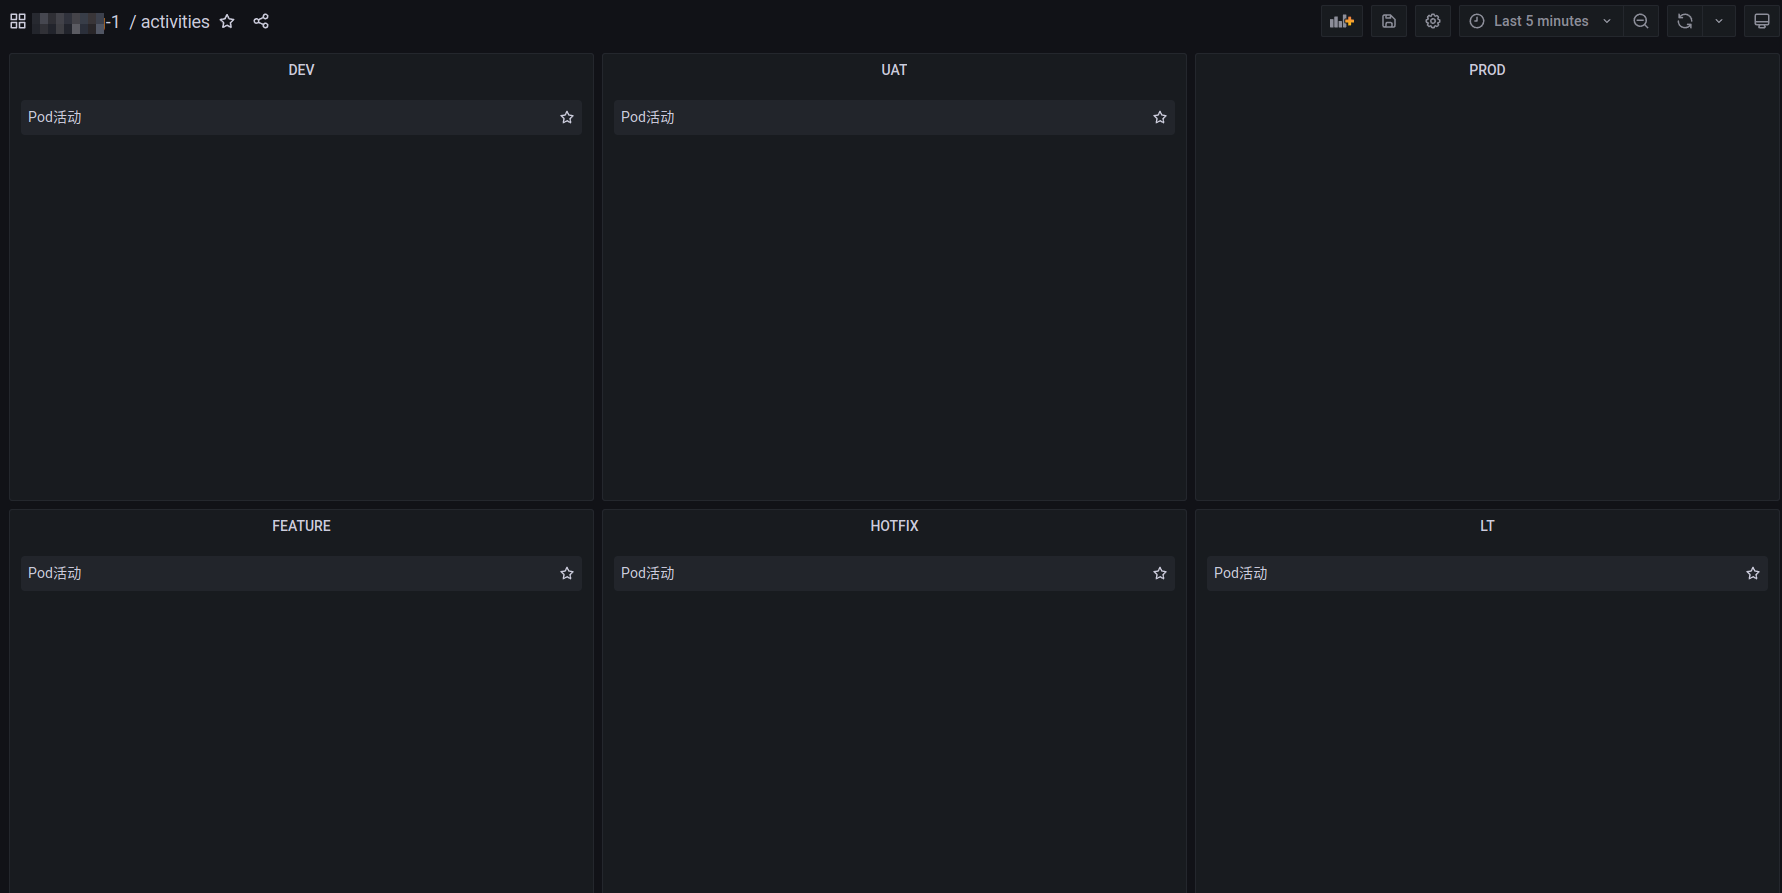 -1 / activities
Last 5 minutes
DEV
UAT
PROD
Pod活动
Pod活动
FEATURE
HOTFIX
LT
Pod活动
Pod活动
Pod活动